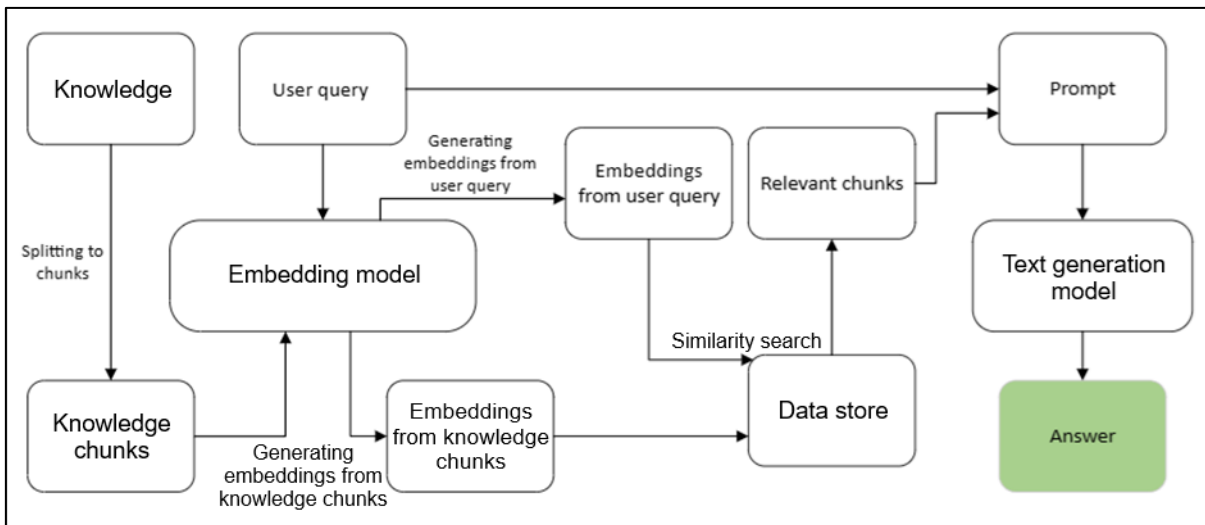 Knowledge
User query
Prompt
Generating
embeddings from
user query
Embeddings
from user query
Relevant chunks
Splitting to
chunks
Embedding model
Text generation
model
Similarity search
Knowledge
chunks
Generating
embeddings from
knowledge chunks
Embeddings
from knowledge
chunks
Data store
Answer